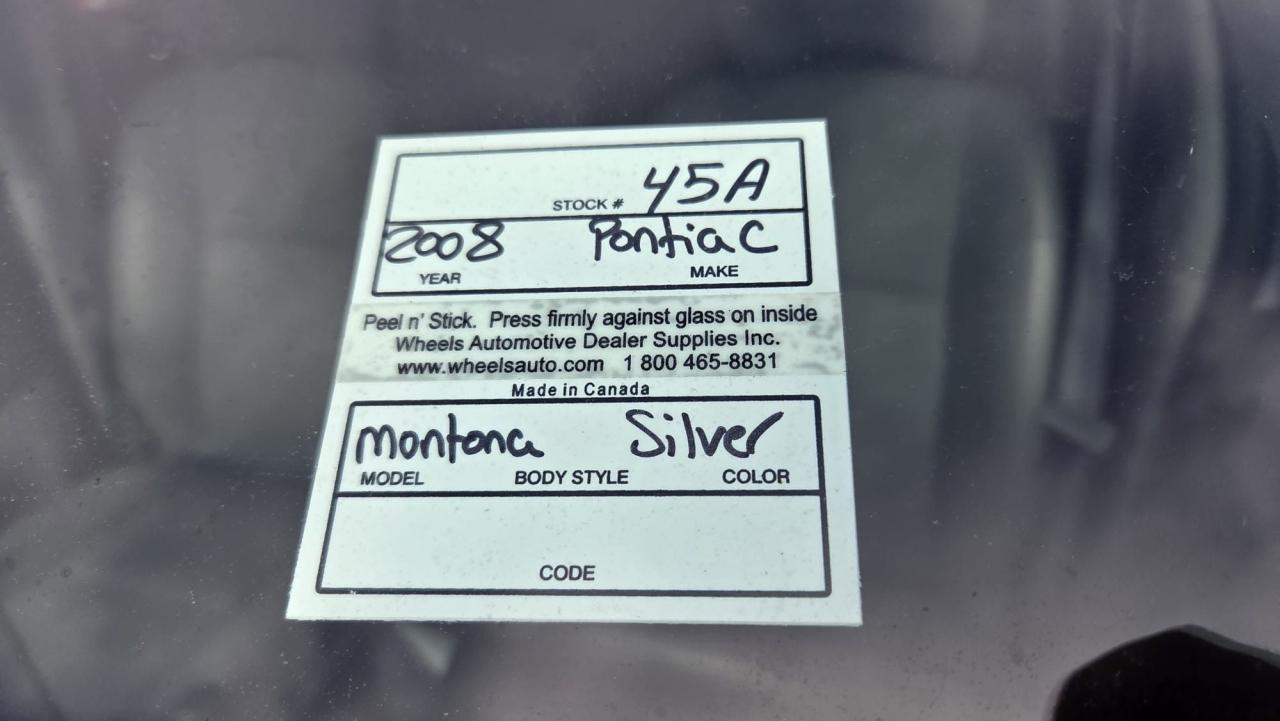 STOCK # 45A
2008 Pontiac
YEAR MAKE
Peel n' Stick. Press firmly against glass on inside
Wheels Automotive Dealer Supplies Inc.
www.wheelsauto.com 1 800 465-8831
Made in Canada
Montana Silver
MODEL BODY STYLE COLOR
CODE